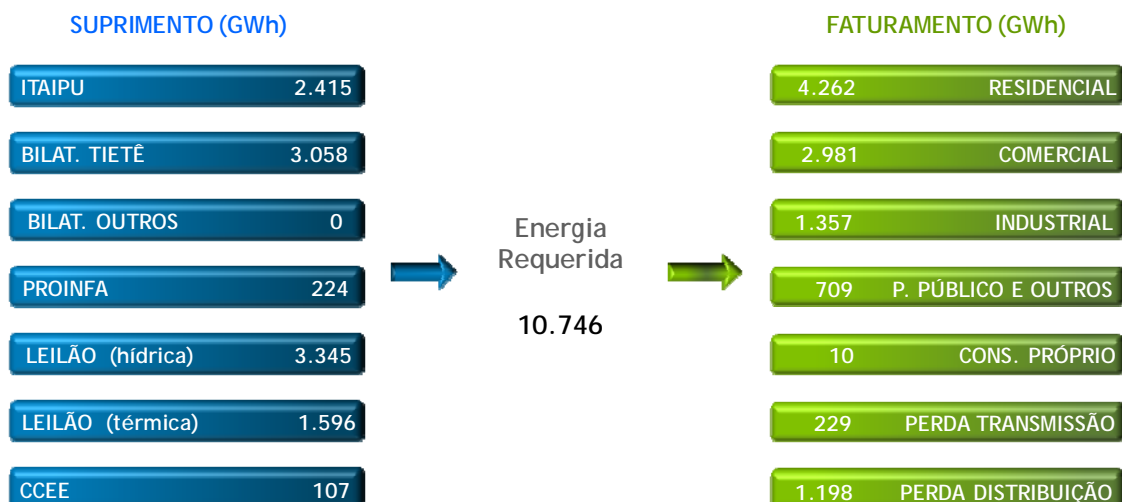 SUPRIMENTO (GWh)
ITAIPU 2.415
BILAT. TIETÊ 3.058
BILAT. OUTROS 0
PROINFA 224
LEILÃO (hídrica) 3.345
LEILÃO (térmica) 1.596
CCEE 107
Energia
Requerida
10.746
FATURAMENTO (GWh)
4.262 RESIDENCIAL
2.981 COMERCIAL
1.357 INDUSTRIAL
709 P. PÚBLICO E OUTROS
10 CONS. PRÓPRIO
229 PERDA TRANSMISSÃO
1.198 PERDA DISTRIBUIÇÃO